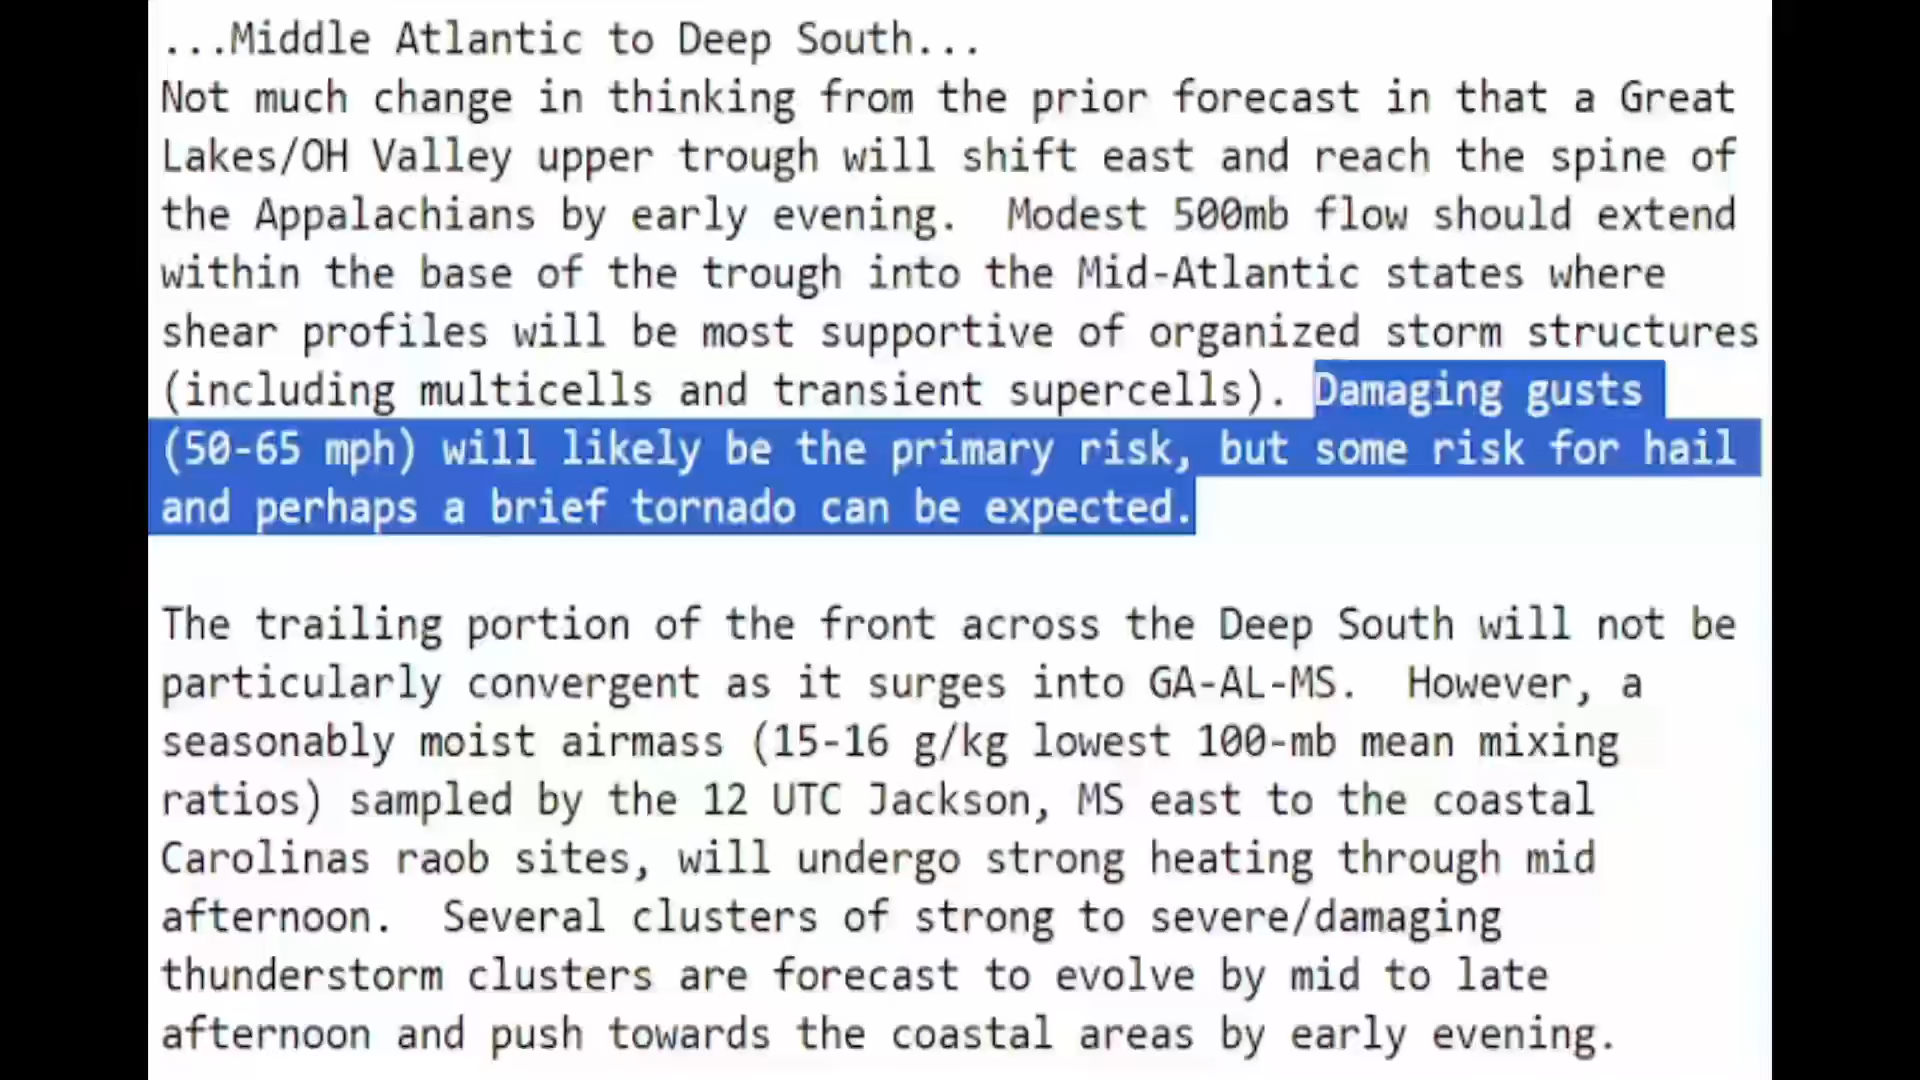 ...Middle Atlantic to Deep South...
Not much change in thinking from the prior forecast in that a Great
Lakes/OH Valley upper trough will shift east and reach the spine of
the Appalachians by early evening.  Modest 500mb flow should extend
within the base of the trough into the Mid-Atlantic states where
shear profiles will be most supportive of organized storm structures
(including multicells and transient supercells). Damaging gusts
(50-65 mph) will likely be the primary risk, but some risk for hail
and perhaps a brief tornado can be expected.
The trailing portion of the front across the Deep South will not be
particularly convergent as it surges into GA-AL-MS.  However, a
seasonably moist airmass (15-16 g/kg lowest 100-mb mean mixing
ratios) sampled by the 12 UTC Jackson, MS east to the coastal
Carolinas raob sites, will undergo strong heating through mid
afternoon.  Several clusters of strong to severe/damaging
thunderstorm clusters are forecast to evolve by mid to late
afternoon and push towards the coastal areas by early evening.